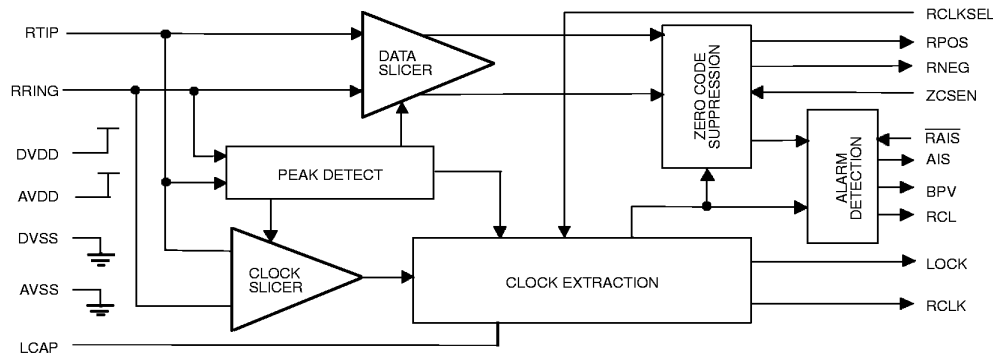 RTIP
RRING
DVDD
AVDD
DVSS
AVSS
LCAP
DATA
SLICER
PEAK DETECT
CLOCK
SLICER
CLOCK EXTRACTION
ZERO CODE
SUPPRESSION
ALARM
DETECTION
RCLKSEL
RPOS
RNEG
ZCSEN
RAIS
AIS
BPV
RCL
LOCK
RCLK